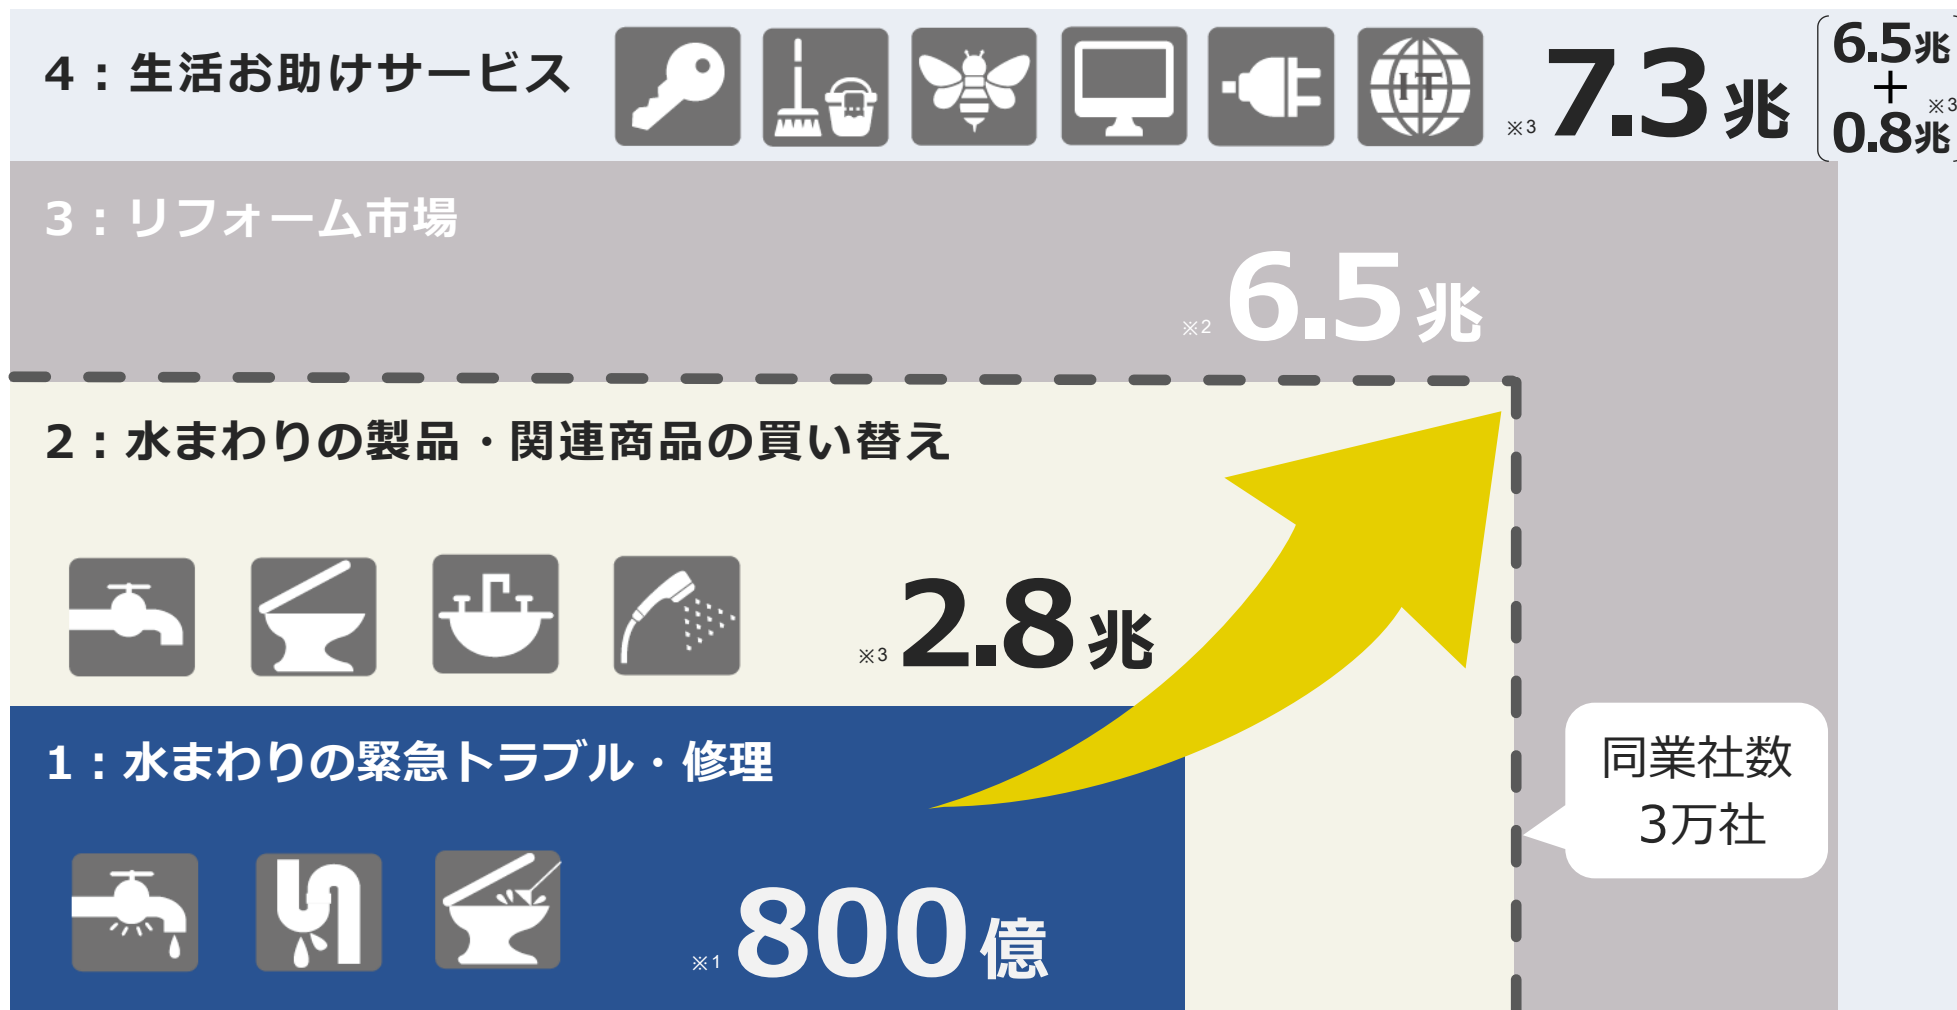 4：生活お助けサービス
IT
※3 7.3兆
6.5兆
＋
0.8兆 ※3
3：リフォーム市場
※2 6.5兆
2：水まわりの製品・関連商品の買い替え
※3 2.8兆
1：水まわりの緊急トラブル・修理
※1 800億
同業社数
3万社